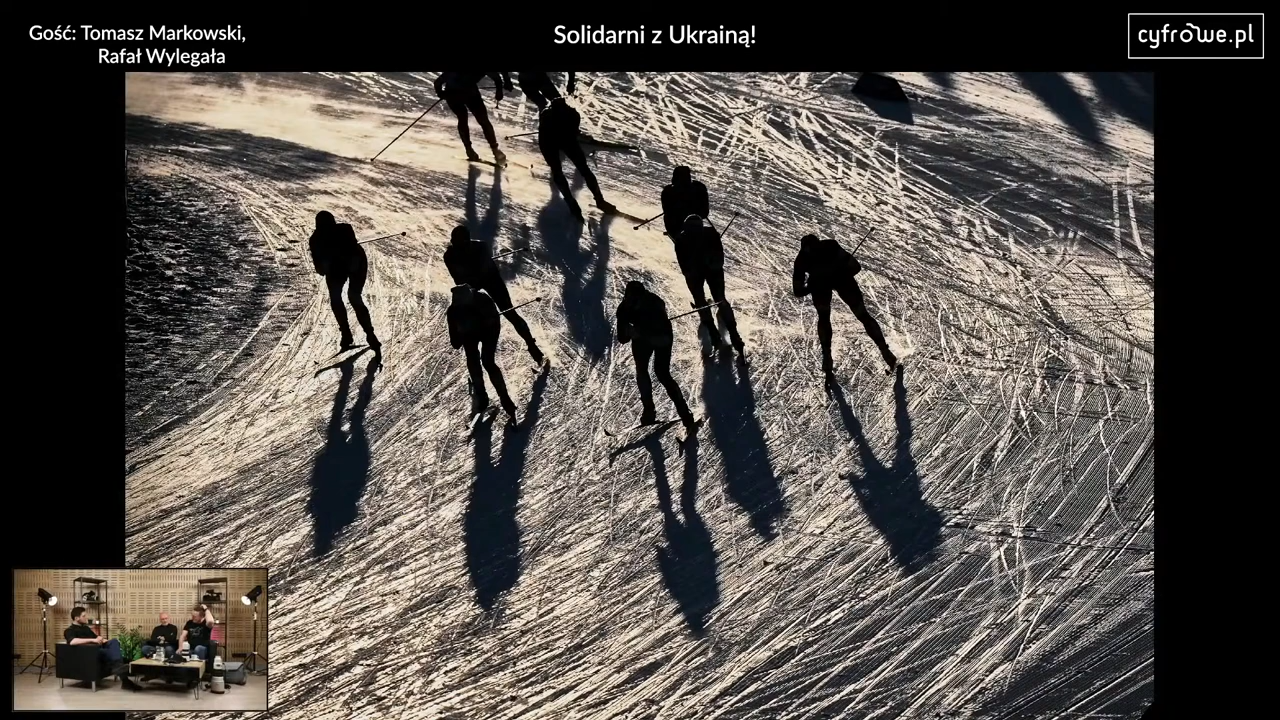 Gość: Tomasz Markowski,
Rafał Wylegała
Solidarni z Ukrainą!
cyfrowe.pl